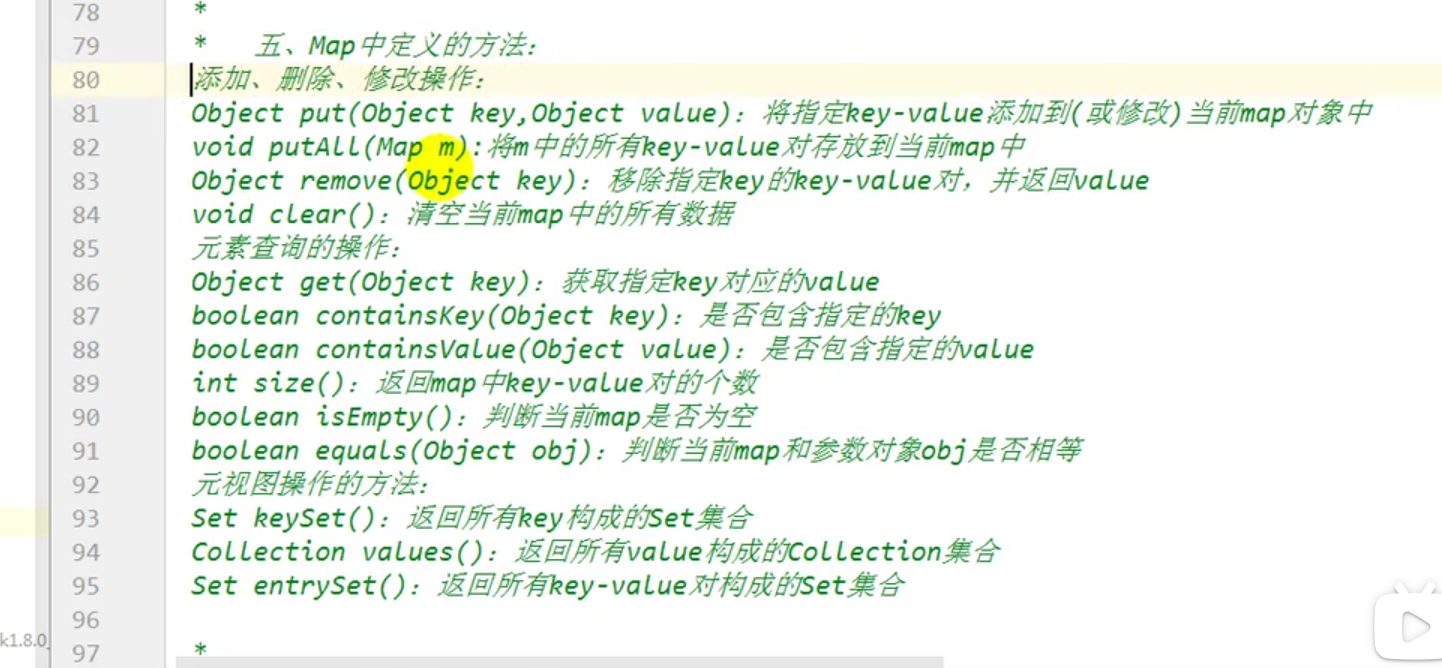 78 *
79 * 五、Map中定义的方法:
80 添加、删除、修改操作:
81 Object put(Object key,Object value): 将指定key-value添加到(或修改)当前map对象中
82 void putAll(Map m):将m中的所有key-value对存放到当前map中
83 Object remove(Object key): 移除指定key的key-value对,并返回value
84 void clear(): 清空当前map中的所有数据
85 元素查询的操作:
86 Object get(Object key): 获取指定key对应的value
87 boolean containsKey(Object key): 是否包含指定的key
88 boolean containsValue(Object value): 是否包含指定的value
89 int size(): 返回map中key-value对的个数
90 boolean isEmpty(): 判断当前map是否为空
91 boolean equals(Object obj): 判断当前map和参数对象obj是否相等
92 元视图操作的方法:
93 Set keySet(): 返回所有key构成的Set集合
94 Collection values(): 返回所有value构成的Collection集合
95 Set entrySet(): 返回所有key-value对构成的Set集合
96
k1.8.0_
97 *